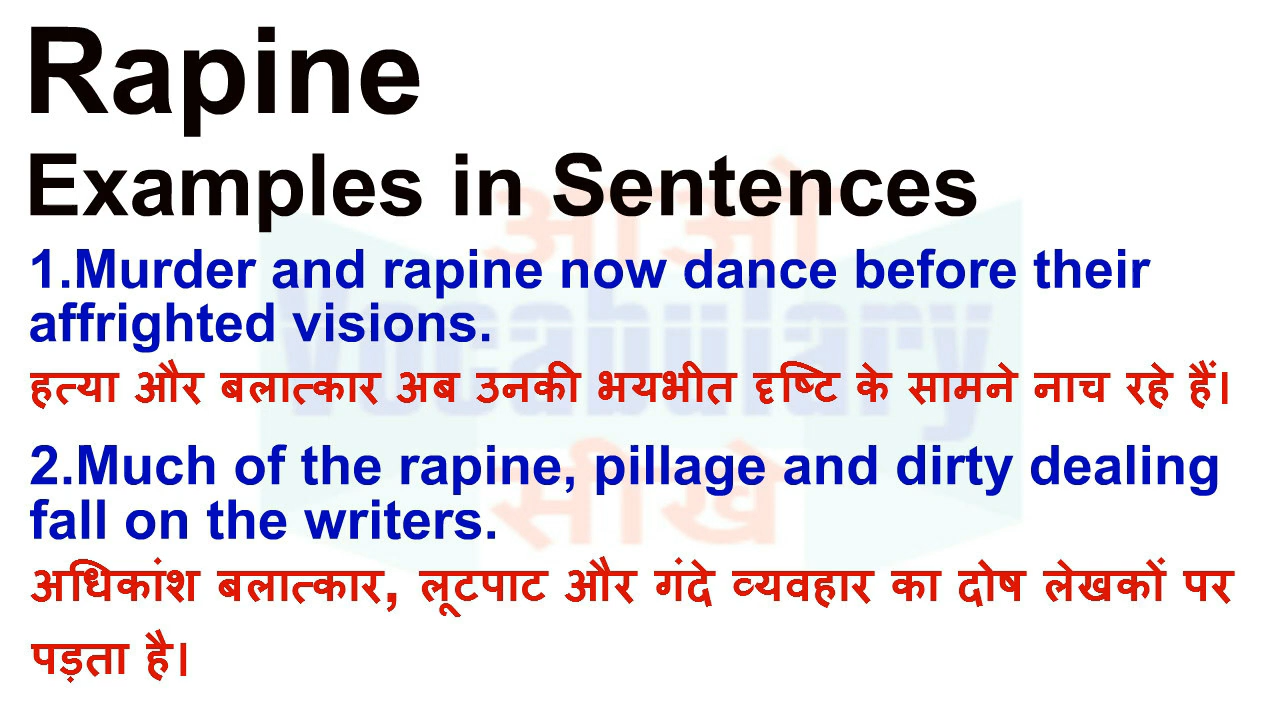 Rapine
Examples in Sentences
1.Murder and rapine now dance before their
affrighted visions.
हत्या और बलात्कार अब उनकी भयभीत दृष्टि के सामने नाच रहे हैं।
2.Much of the rapine, pillage and dirty dealing
fall on the writers.
अधिकांश बलात्कार, लूटपाट और गंदे व्यवहार का दोष लेखकों पर
पड़ता है।
आओ
Vocabulary
सीखे